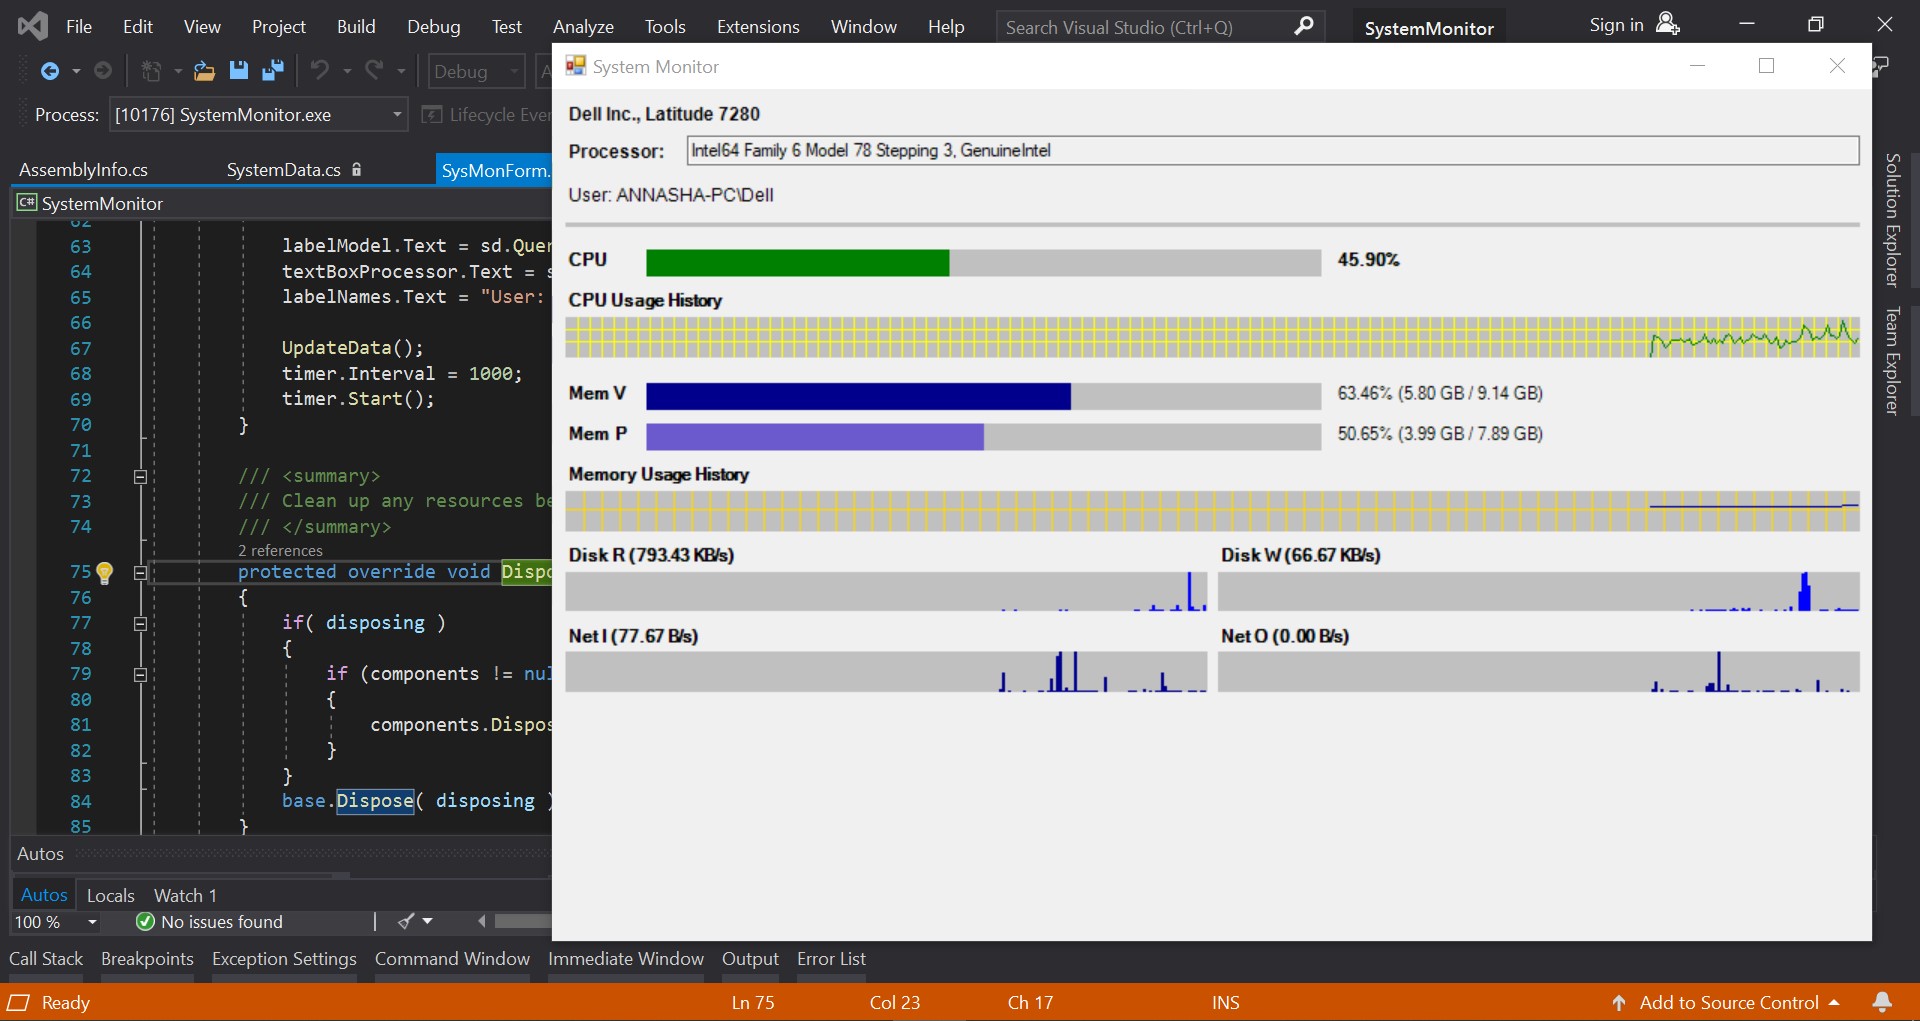 File Edit View Project Build Debug Test Analyze Tools Extensions Window Help Search Visual Studio (Ctrl+Q) SystemMonitor Sign in
Debug
Process: [10176] SystemMonitor.exe Lifecycle
AssemblyInfo.cs SystemData.cs SysMonForm.
C# SystemMonitor
62
63 labelModel.Text = sd.Quer
64 textBoxProcessor.Text = s
65 labelNames.Text = "User:
66
67 UpdateData();
68 timer.Interval = 1000;
69 timer.Start();
70 }
71
72 /// <summary>
73 /// Clean up any resources be
74 /// </summary>
2 references
75 protected override void Dispo
76 {
77 if( disposing )
78 {
79 if (components != nul
80 {
81 components.Dispos
82 }
83 }
84 base.Dispose( disposing )
85 }
Autos
Autos Locals Watch 1
100 % No issues found
System Monitor
Dell Inc., Latitude 7280
Processor: Intel64 Family 6 Model 78 Stepping 3, GenuineIntel
User: ANNASHA-PC\Dell
CPU 45.90%
CPU Usage History
Mem V 63.46% (5.80 GB / 9.14 GB)
Mem P 50.65% (3.99 GB / 7.89 GB)
Memory Usage History
Disk R (793.43 KB/s) Disk W (66.67 KB/s)
Net I (77.67 B/s) Net O (0.00 B/s)
Solution Explorer
Team Explorer
Call Stack Breakpoints Exception Settings Command Window Immediate Window Output Error List
Ready Ln 75 Col 23 Ch 17 INS Add to Source Control